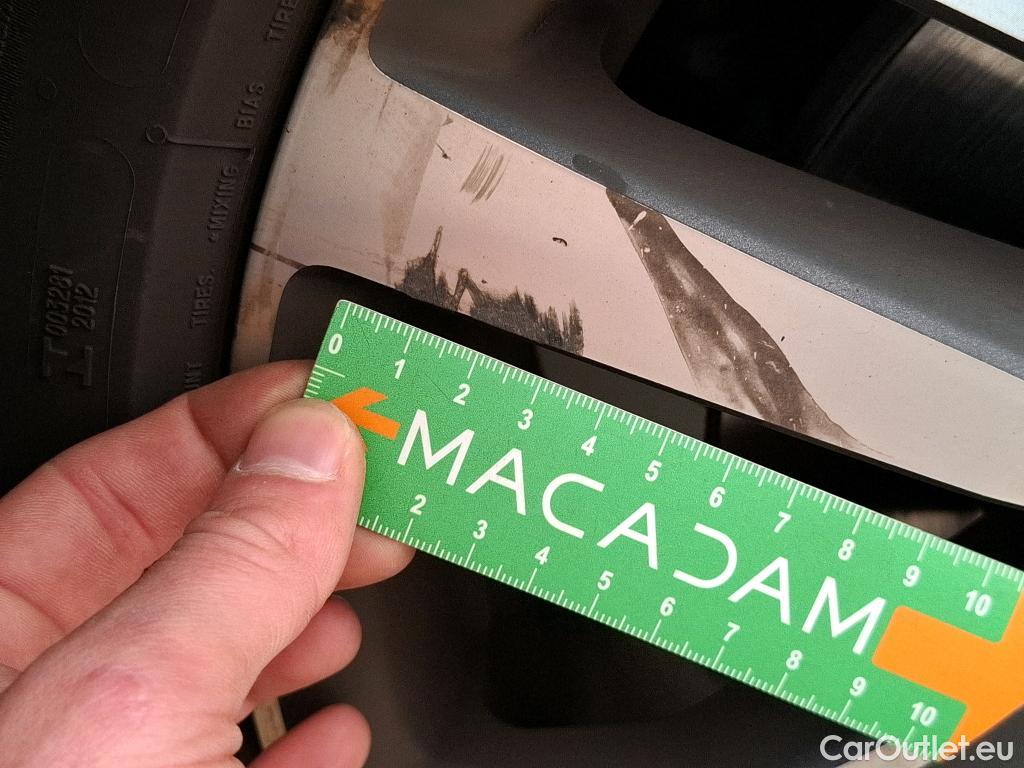 TIRE
BIAS
MIXING
TIRES.
2012
0 1 2 3 4 5 6 7 8 9 10
MACADAM
2 3 4 5 6 7 8 9 10
CarOutlet.eu